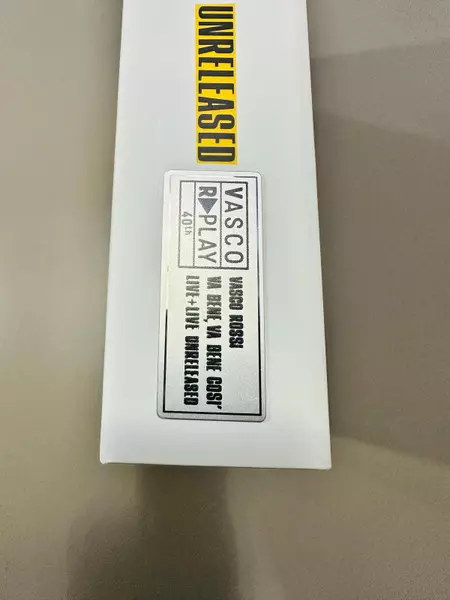 UNRELEASED
VASCO
R▶PLAY
40th
VASCO ROSSI
VA BENE, VA BENE COSI'
LIVE+LIVE UNRELEASED